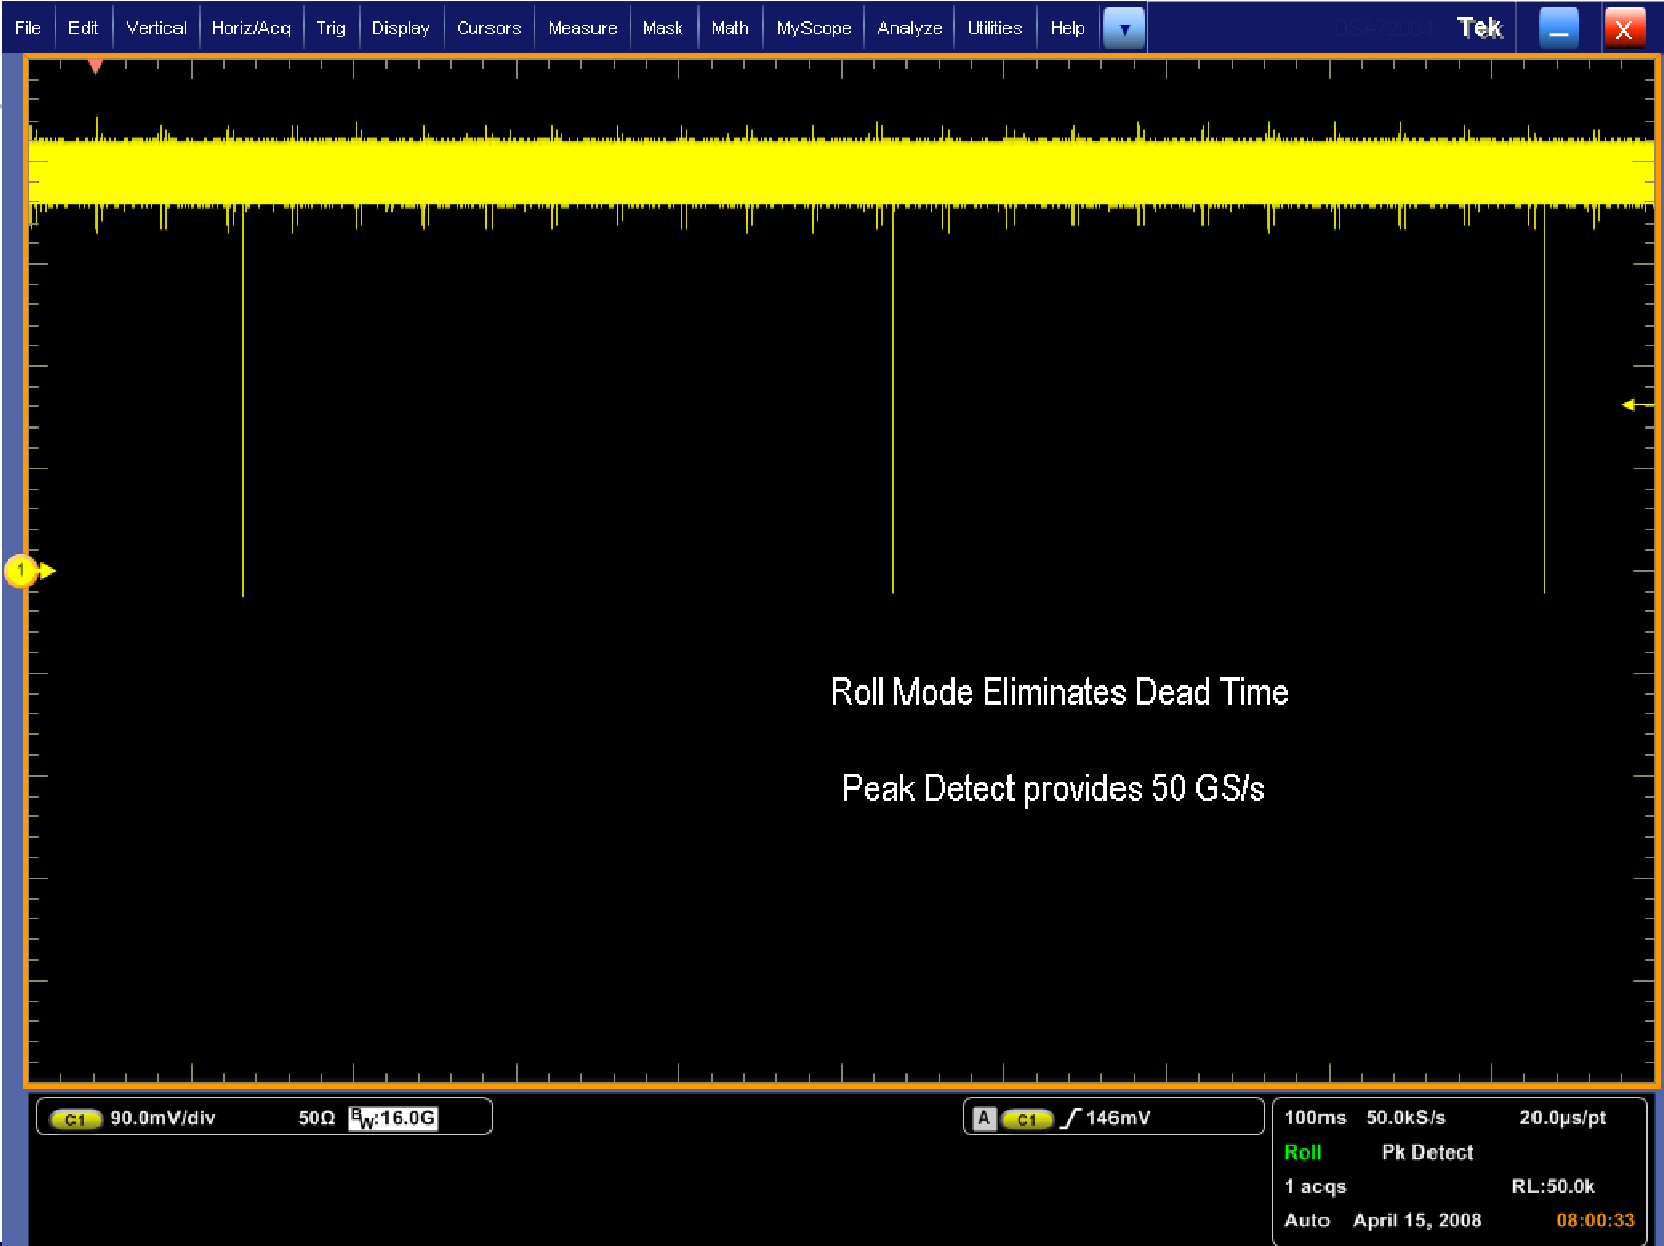 File Edit Vertical Horiz/Acq Trig Display Cursors Measure Mask Math MyScope Analyze Utilities Help DSA72004 Tek X
1
Roll Mode Eliminates Dead Time
Peak Detect provides 50 GS/s
C1 90.0mV/div 50Ω BW:16.0G
A C1 146mV
100ms 50.0kS/s 20.0µs/pt
Roll Pk Detect
1 acqs RL:50.0k
Auto April 15, 2008 08:00:33